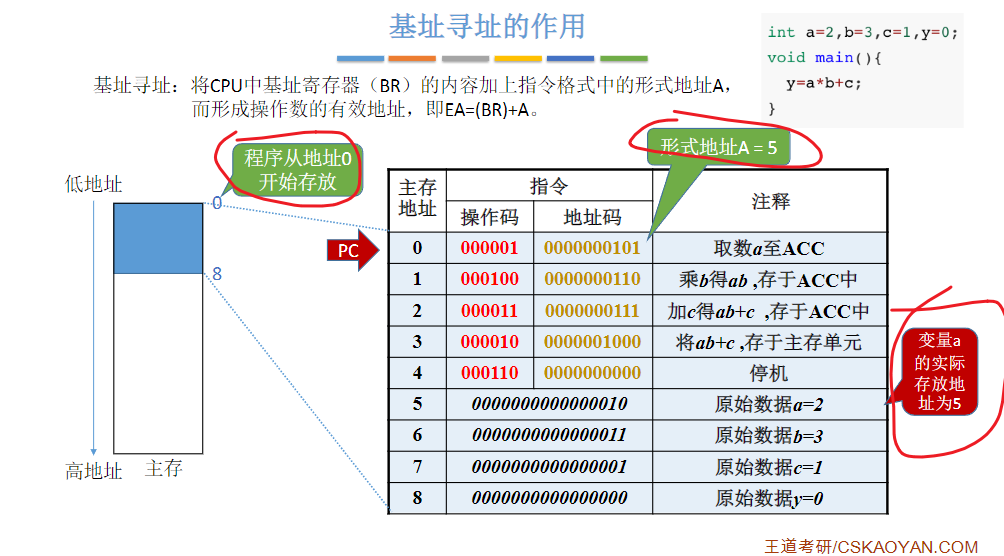 基址寻址的作用
int a=2,b=3,c=1,y=0;
void main(){
y=a*b+c;
}
基址寻址：将CPU中基址寄存器（BR）的内容加上指令格式中的形式地址A，
而形成操作数的有效地址，即EA=(BR)+A。
程序从地址0
开始存放
形式地址A = 5
低地址
0
8
高地址
主存
PC
主存地址 指令 注释
操作码 地址码
0 000001 0000000101 取数a至ACC
1 000100 0000000110 乘b得ab ,存于ACC中
2 000011 0000000111 加c得ab+c ,存于ACC中
3 000010 0000001000 将ab+c ,存于主存单元
4 000110 0000000000 停机
5 0000000000000010 原始数据a=2
6 0000000000000011 原始数据b=3
7 0000000000000001 原始数据c=1
8 0000000000000000 原始数据y=0
变量a
的实际
存放地
址为5
王道考研/CSKAOYAN.COM